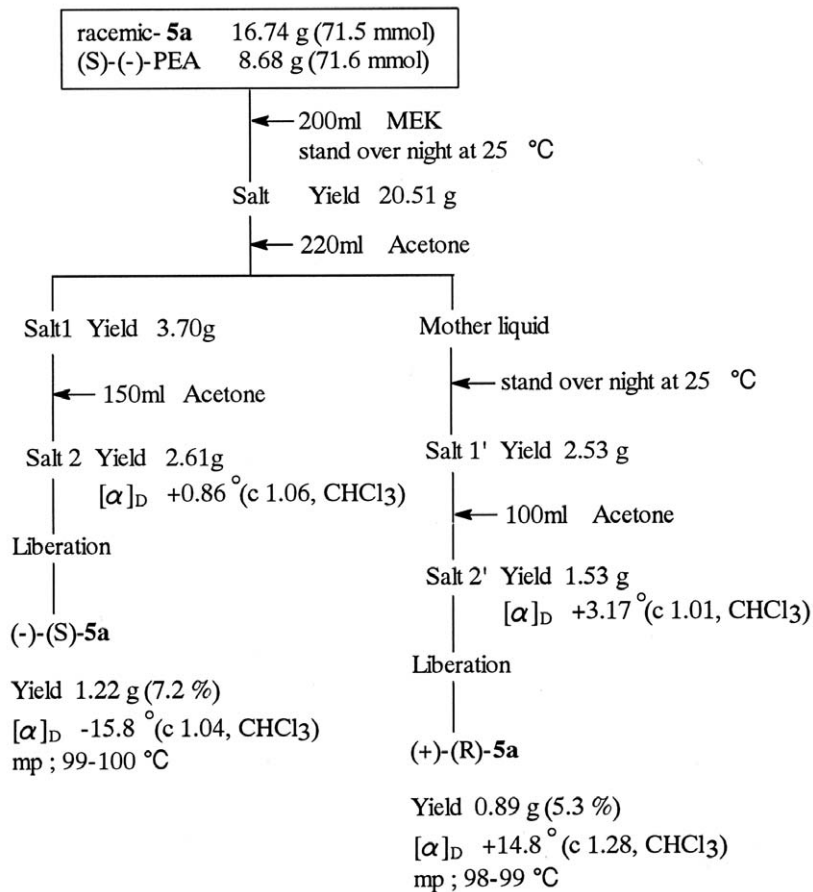 racemic- 5a 16.74 g (71.5 mmol)
(S)-(-)-PEA 8.68 g (71.6 mmol)
200ml MEK
stand over night at 25 °C
Salt Yield 20.51 g
220ml Acetone
Salt1 Yield 3.70g
150ml Acetone
Salt 2 Yield 2.61g
[α]D +0.86 °(c 1.06, CHCl3)
Liberation
(-)-(S)-5a
Yield 1.22 g (7.2 %)
[α]D -15.8 °(c 1.04, CHCl3)
mp ; 99-100 °C
Mother liquid
stand over night at 25 °C
Salt 1' Yield 2.53 g
100ml Acetone
Salt 2' Yield 1.53 g
[α]D +3.17 °(c 1.01, CHCl3)
Liberation
(+)-(R)-5a
Yield 0.89 g (5.3 %)
[α]D +14.8 °(c 1.28, CHCl3)
mp ; 98-99 °C